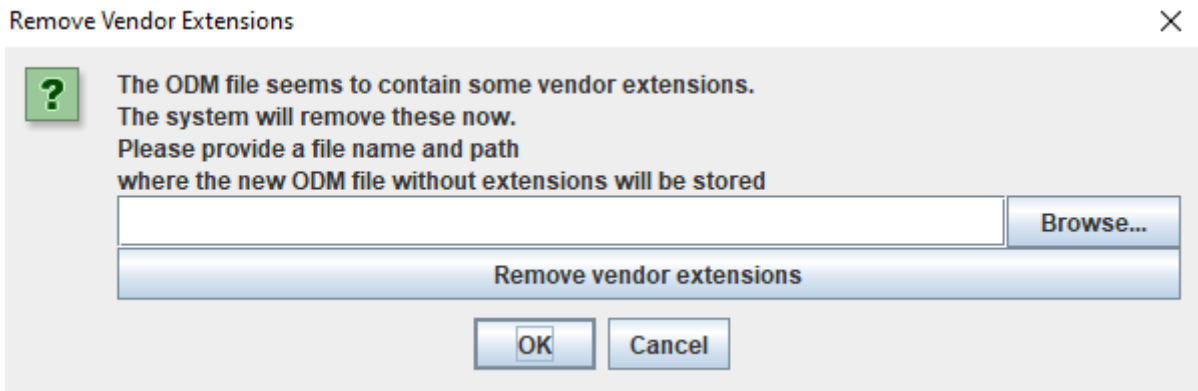 Remove Vendor Extensions
?
The ODM file seems to contain some vendor extensions.
The system will remove these now.
Please provide a file name and path
where the new ODM file without extensions will be stored
Browse...
Remove vendor extensions
OK Cancel